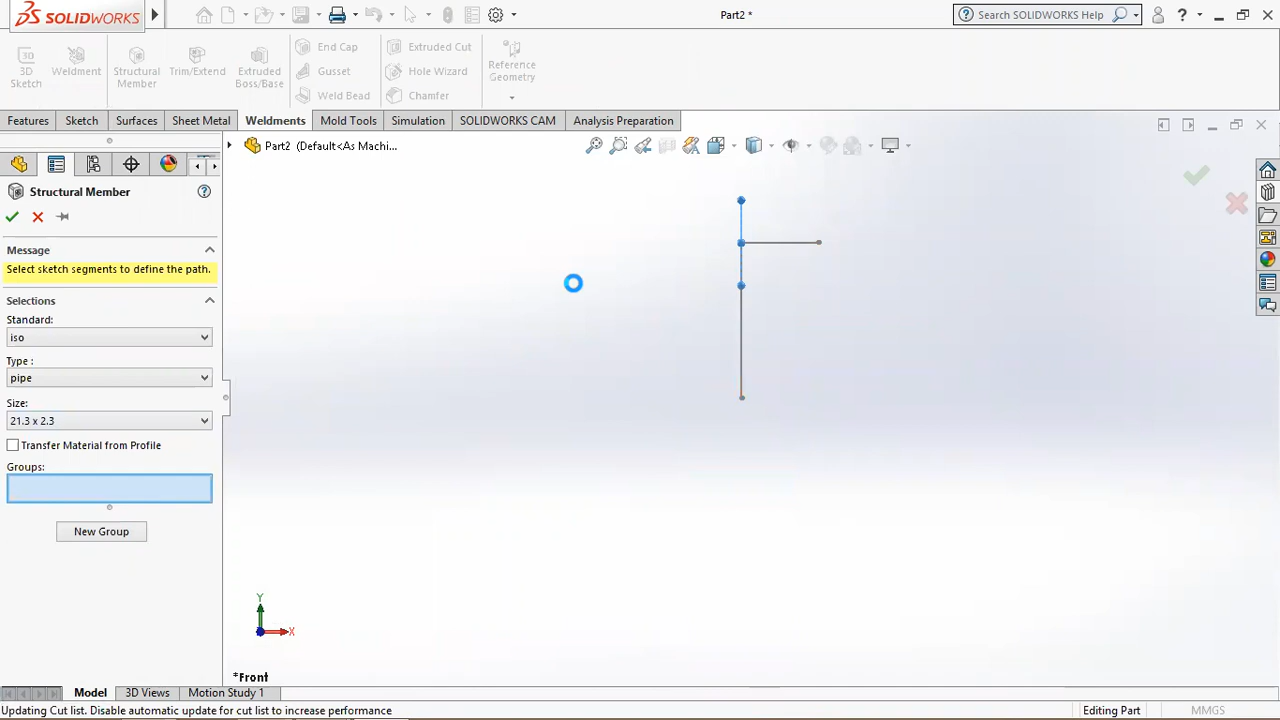 SOLIDWORKS
Part2 *
Search SOLIDWORKS Help
?
3D
Sketch
Weldment
Structural
Member
Trim/Extend
Extruded
Boss/Base
End Cap
Gusset
Weld Bead
Extruded Cut
Hole Wizard
Chamfer
Reference
Geometry
Features
Sketch
Surfaces
Sheet Metal
Weldments
Mold Tools
Simulation
SOLIDWORKS CAM
Analysis Preparation
Part2 (Default<As Machi...
Structural Member
?
Message
Select sketch segments to define the path.
Selections
Standard:
iso
Type :
pipe
Size:
21.3 x 2.3
Transfer Material from Profile
Groups:
New Group
Y
X
*Front
Model
3D Views
Motion Study 1
Updating Cut list. Disable automatic update for cut list to increase performance
Editing Part
MMGS